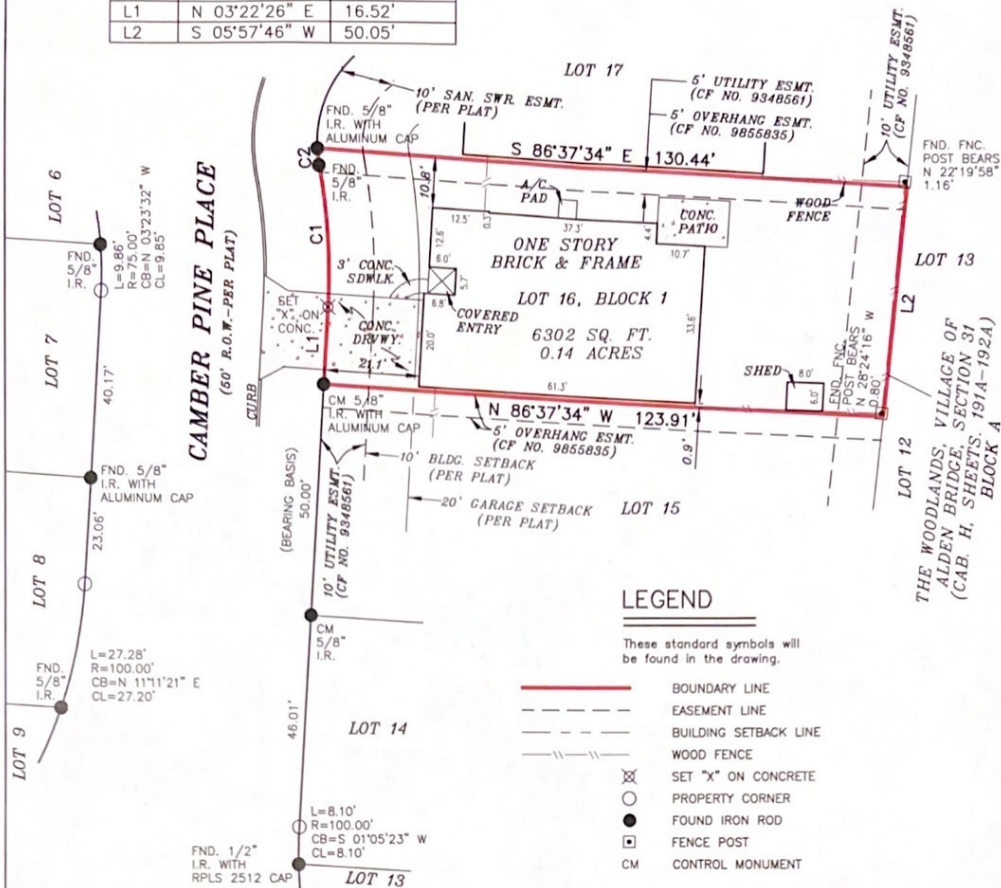 L1 N 03°22'26" E 16.52'
L2 S 05°57'46" W 50.05'
LOT 17
5' UTILITY ESMT.
(CF NO. 9348561)
5' OVERHANG ESMT.
(CF NO. 9855835)
10' UTILITY ESMT.
(CF NO. 9348561)
10' SAN. SWR. ESMT.
(PER PLAT)
FND. 5/8"
I.R. WITH
ALUMINUM CAP
C2
S 86°37'34" E 130.44'
FND. FNC.
POST BEARS
N 22°19'58"
1.16'
FND.
5/8"
I.R.
10.8'
A/C
PAD
WOOD
FENCE
CONC.
PATIO
12.5'
0.3'
37.3'
4.4'
10.7'
12.6'
ONE STORY
BRICK & FRAME
LOT 13
LOT 6
CAMBER PINE PLACE
(50' R.O.W.-PER PLAT)
C1
FND.
5/8"
I.R.
L=9.86'
R=75.00'
CB=N 03°23'32" W
CL=9.85'
3' CONC.
SDWLK.
6.0'
5.7'
6.8'
COVERED
ENTRY
LOT 16, BLOCK 1
6302 SQ. FT.
0.14 ACRES
L2
SET
"X" ON
CONC.
CONC.
DRVWY.
L1
21.1'
20.0'
33.6'
61.3'
SHED
8.0'
6.0'
FND. FNC.
POST BEARS
N 28°24'16" W
0.80'
LOT 7
40.17'
CURB
CM 5/8"
I.R. WITH
ALUMINUM CAP
N 86°37'34" W 123.91'
5' OVERHANG ESMT.
(CF NO. 9855835)
0.9'
LOT 12
THE WOODLANDS, VILLAGE OF
ALDEN BRIDGE, SECTION 31
(CAB. H, SHEETS, 191A-192A)
BLOCK A
10' BLDG. SETBACK
(PER PLAT)
20' GARAGE SETBACK
(PER PLAT)
LOT 15
FND. 5/8"
I.R. WITH
ALUMINUM CAP
(BEARING BASIS)
50.00'
10' UTILITY ESMT.
(CF NO. 9348561)
23.06'
LOT 8
CM
5/8"
I.R.
L=27.28'
R=100.00'
CB=N 11°11'21" E
CL=27.20'
FND.
5/8"
I.R.
LOT 9
46.01'
LOT 14
L=8.10'
R=100.00'
CB=S 01°05'23" W
CL=8.10'
FND. 1/2"
I.R. WITH
RPLS 2512 CAP
LOT 13
LEGEND
These standard symbols will
be found in the drawing.
BOUNDARY LINE
EASEMENT LINE
BUILDING SETBACK LINE
WOOD FENCE
SET "X" ON CONCRETE
PROPERTY CORNER
FOUND IRON ROD
FENCE POST
CM CONTROL MONUMENT